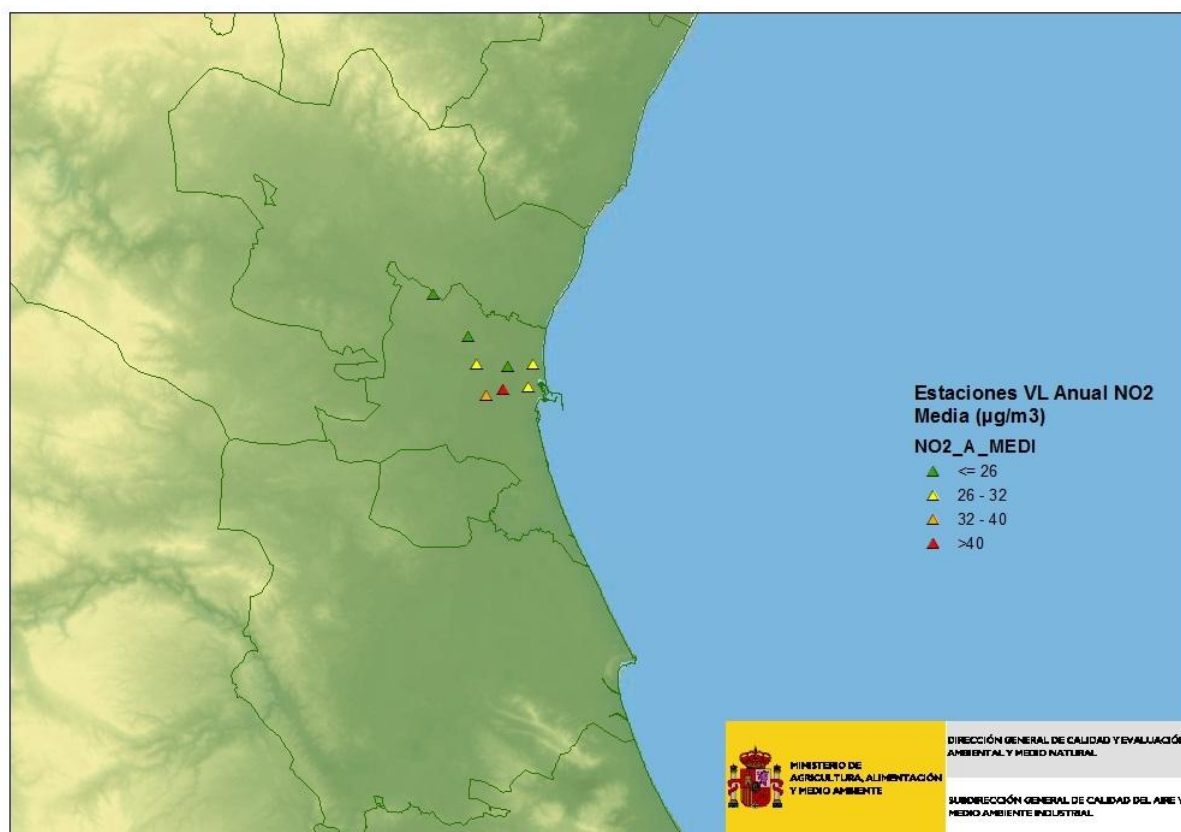 Estaciones VL Anual NO2
Media (µg/m3)
NO2_A_MEDI
<= 26
26 - 32
32 - 40
>40
MINISTERIO DE
AGRICULTURA, ALIMENTACIÓN
Y MEDIO AMBIENTE
DIRECCIÓN GENERAL DE CALIDAD Y EVALUACIÓ
AMBIENTAL Y MEDIO NATURAL
SUBDIRECCIÓN GENERAL DE CALIDAD DEL AIRE Y
MEDIO AMBIENTE INDUSTRIAL